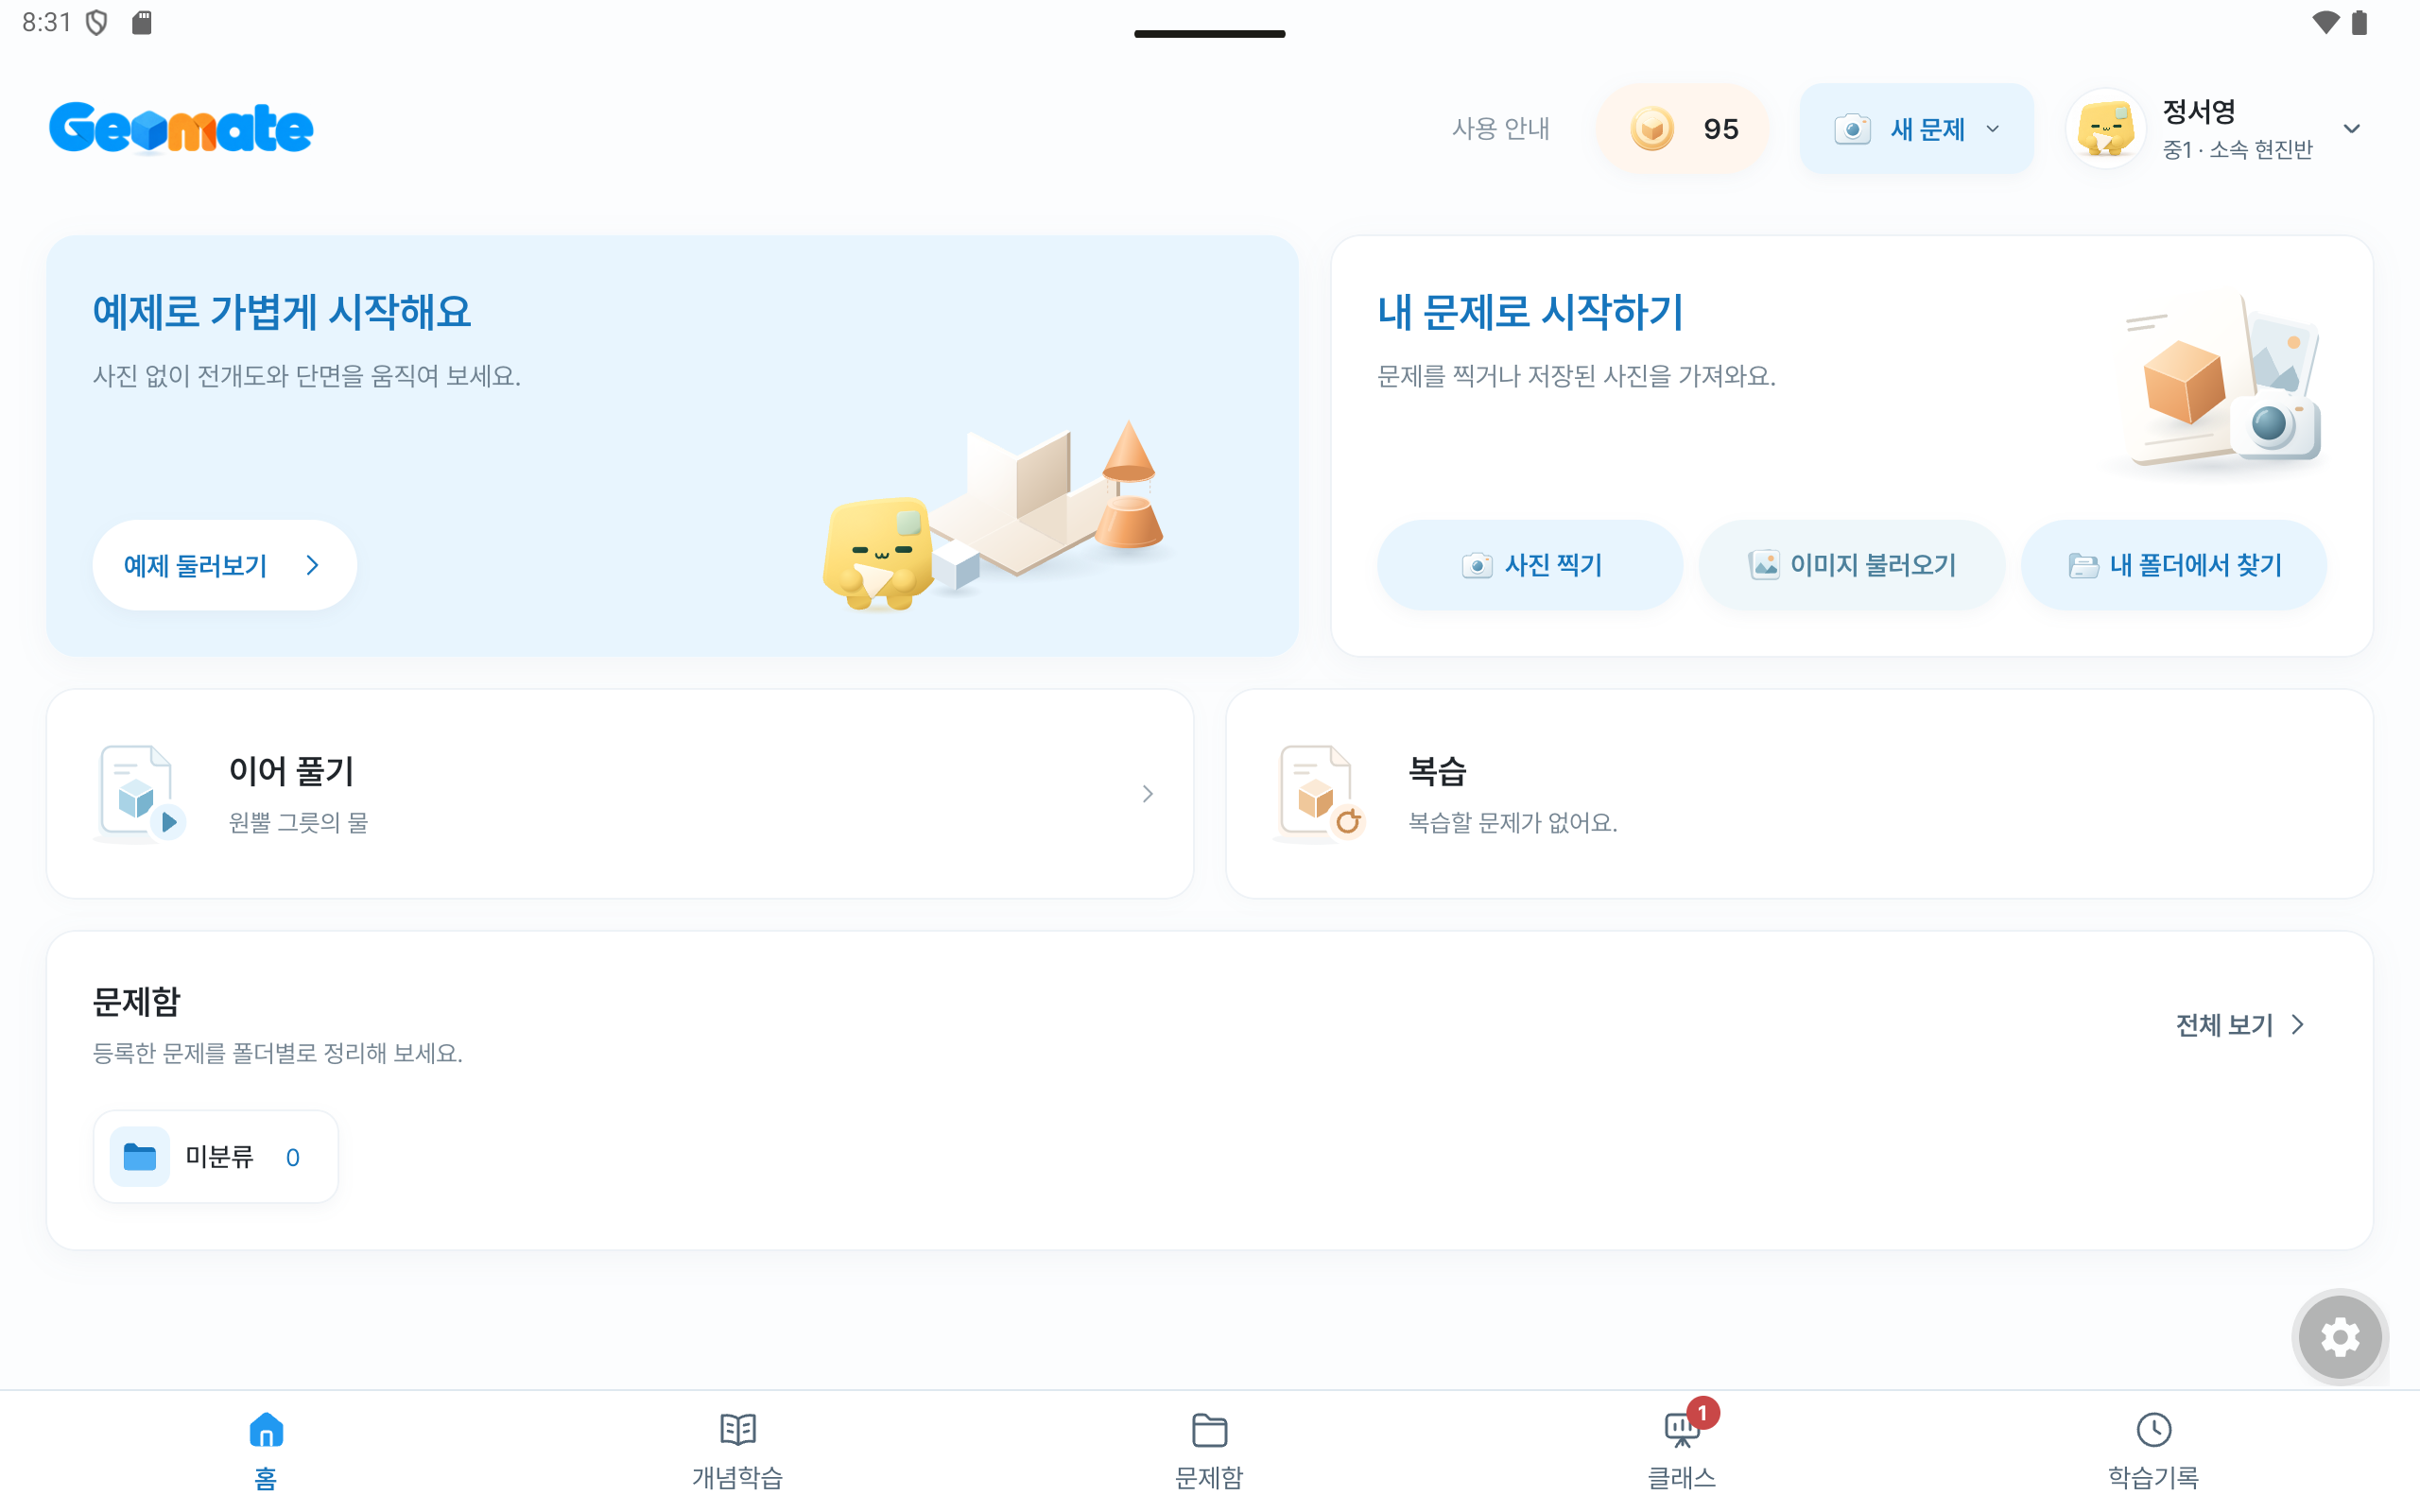 8:31
Geomate
사용 안내
95
새 문제
정서영
중1 · 소속 현진반
예제로 가볍게 시작해요
사진 없이 전개도와 단면을 움직여 보세요.
예제 둘러보기
내 문제로 시작하기
문제를 찍거나 저장된 사진을 가져와요.
사진 찍기
이미지 불러오기
내 폴더에서 찾기
이어 풀기
원뿔 그릇의 물
복습
복습할 문제가 없어요.
문제함
등록한 문제를 폴더별로 정리해 보세요.
전체 보기
미분류 0
홈
개념학습
문제함
1
클래스
학습기록